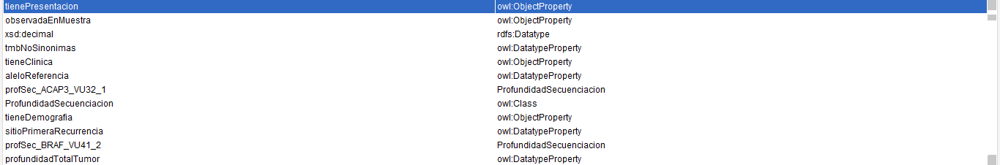 tienePresentacion owl:ObjectProperty
observadaEnMuestra owl:ObjectProperty
xsd:decimal rdfs:Datatype
tmbNoSinonimas owl:DatatypeProperty
tieneClinica owl:ObjectProperty
aleloReferencia owl:DatatypeProperty
profSec_ACAP3_VU32_1 ProfundidadSecuenciacion
ProfundidadSecuenciacion owl:Class
tieneDemografia owl:ObjectProperty
sitioPrimeraRecurrencia owl:DatatypeProperty
profSec_BRAF_VU41_2 ProfundidadSecuenciacion
profundidadTotalTumor owl:DatatypeProperty